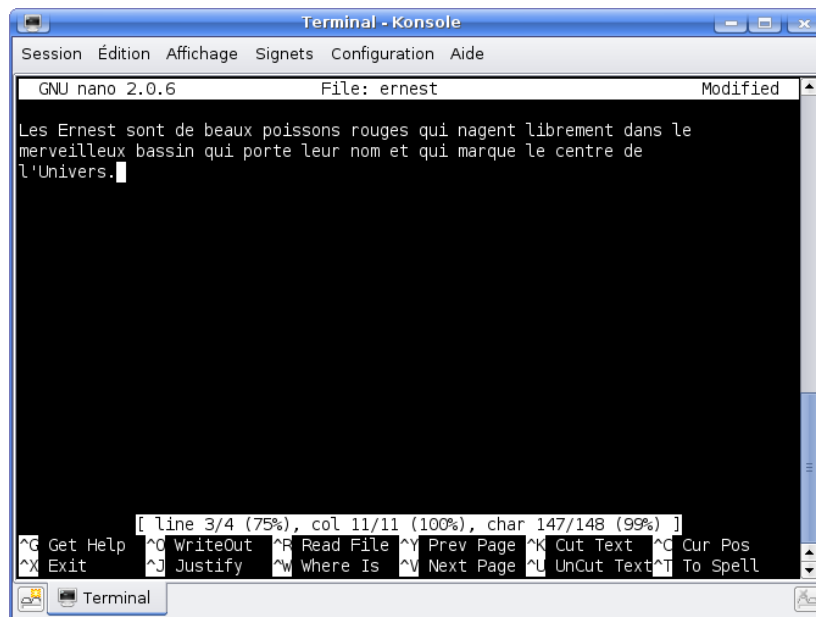 Terminal - Konsole
Session Édition Affichage Signets Configuration Aide
GNU nano 2.0.6 File: ernest Modified
Les Ernest sont de beaux poissons rouges qui nagent librement dans le
merveilleux bassin qui porte leur nom et qui marque le centre de
l'Univers.
[ line 3/4 (75%), col 11/11 (100%), char 147/148 (99%) ]
^G Get Help ^O WriteOut ^R Read File ^Y Prev Page ^K Cut Text ^C Cur Pos
^X Exit ^J Justify ^W Where Is ^V Next Page ^U UnCut Text^T To Spell
Terminal